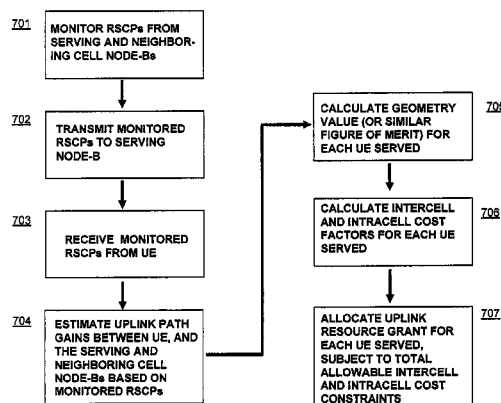 701
MONITOR RSCPs FROM
SERVING AND NEIGHBOR-
ING CELL NODE-Bs
702
TRANSMIT MONITORED
RSCPs TO SERVING
NODE-B
703
RECEIVE MONITORED
RSCPs FROM UE
704
ESTIMATE UPLINK PATH
GAINS BETWEEN UE, AND
THE SERVING AND
NEIGHBORING CELL
NODE-Bs BASED ON
MONITORED RSCPs
705
CALCULATE GEOMETRY
VALUE (OR SIMILAR
FIGURE OF MERIT) FOR
EACH UE SERVED
706
CALCULATE INTERCELL
AND INTRACELL COST
FACTORS FOR EACH UE
SERVED
707
ALLOCATE UPLINK
RESOURCE GRANT FOR
EACH UE SERVED,
SUBJECT TO TOTAL
ALLOWABLE INTERCELL
AND INTRACELL COST
CONSTRAINTS